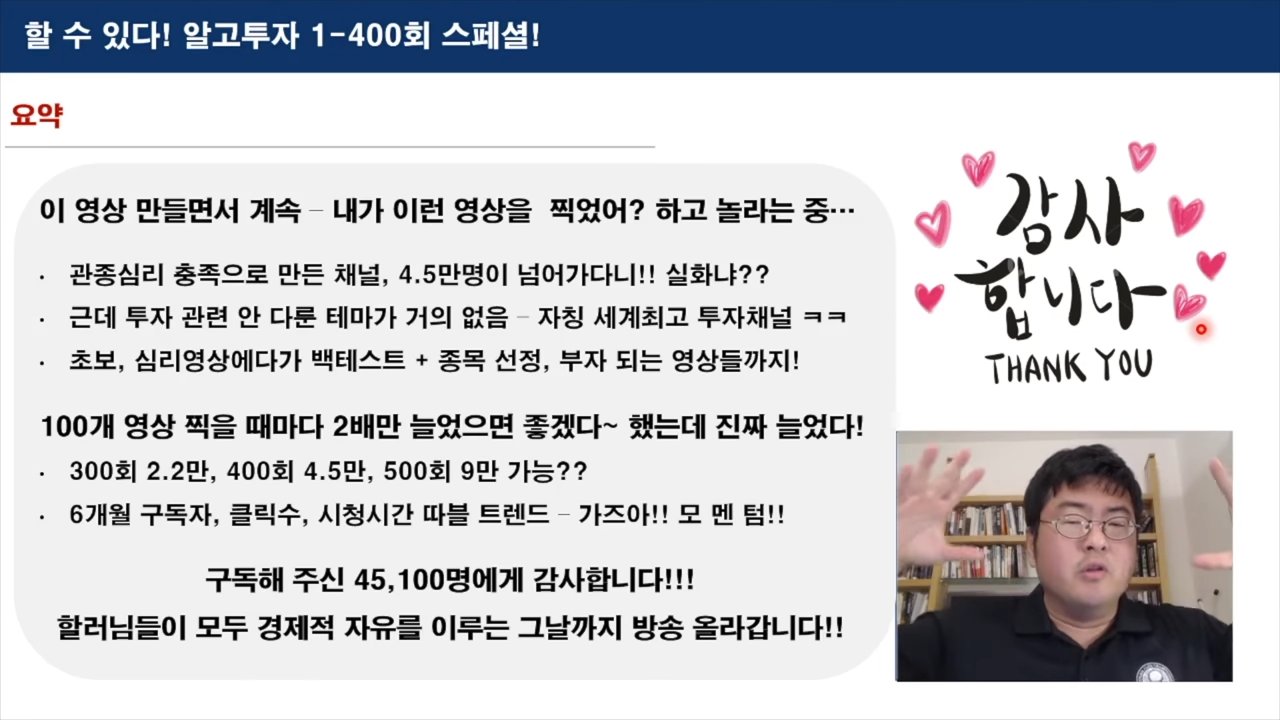 할 수 있다! 알고투자 1-400회 스페셜!
요약
이 영상 만들면서 계속 – 내가 이런 영상을 찍었어? 하고 놀라는 중…
· 관종심리 충족으로 만든 채널, 4.5만명이 넘어가다니!! 실화냐??
· 근데 투자 관련 안 다룬 테마가 거의 없음 – 자칭 세계최고 투자채널 ㅋㅋ
· 초보, 심리영상에다가 백테스트 + 종목 선정, 부자 되는 영상들까지!
100개 영상 찍을 때마다 2배만 늘었으면 좋겠다~ 했는데 진짜 늘었다!
· 300회 2.2만, 400회 4.5만, 500회 9만 가능??
· 6개월 구독자, 클릭수, 시청시간 따블 트렌드 – 가즈아!! 모 멘 텀!!
구독해 주신 45,100명에게 감사합니다!!!
할러님들이 모두 경제적 자유를 이루는 그날까지 방송 올라갑니다!!
감사
합니다
THANK YOU